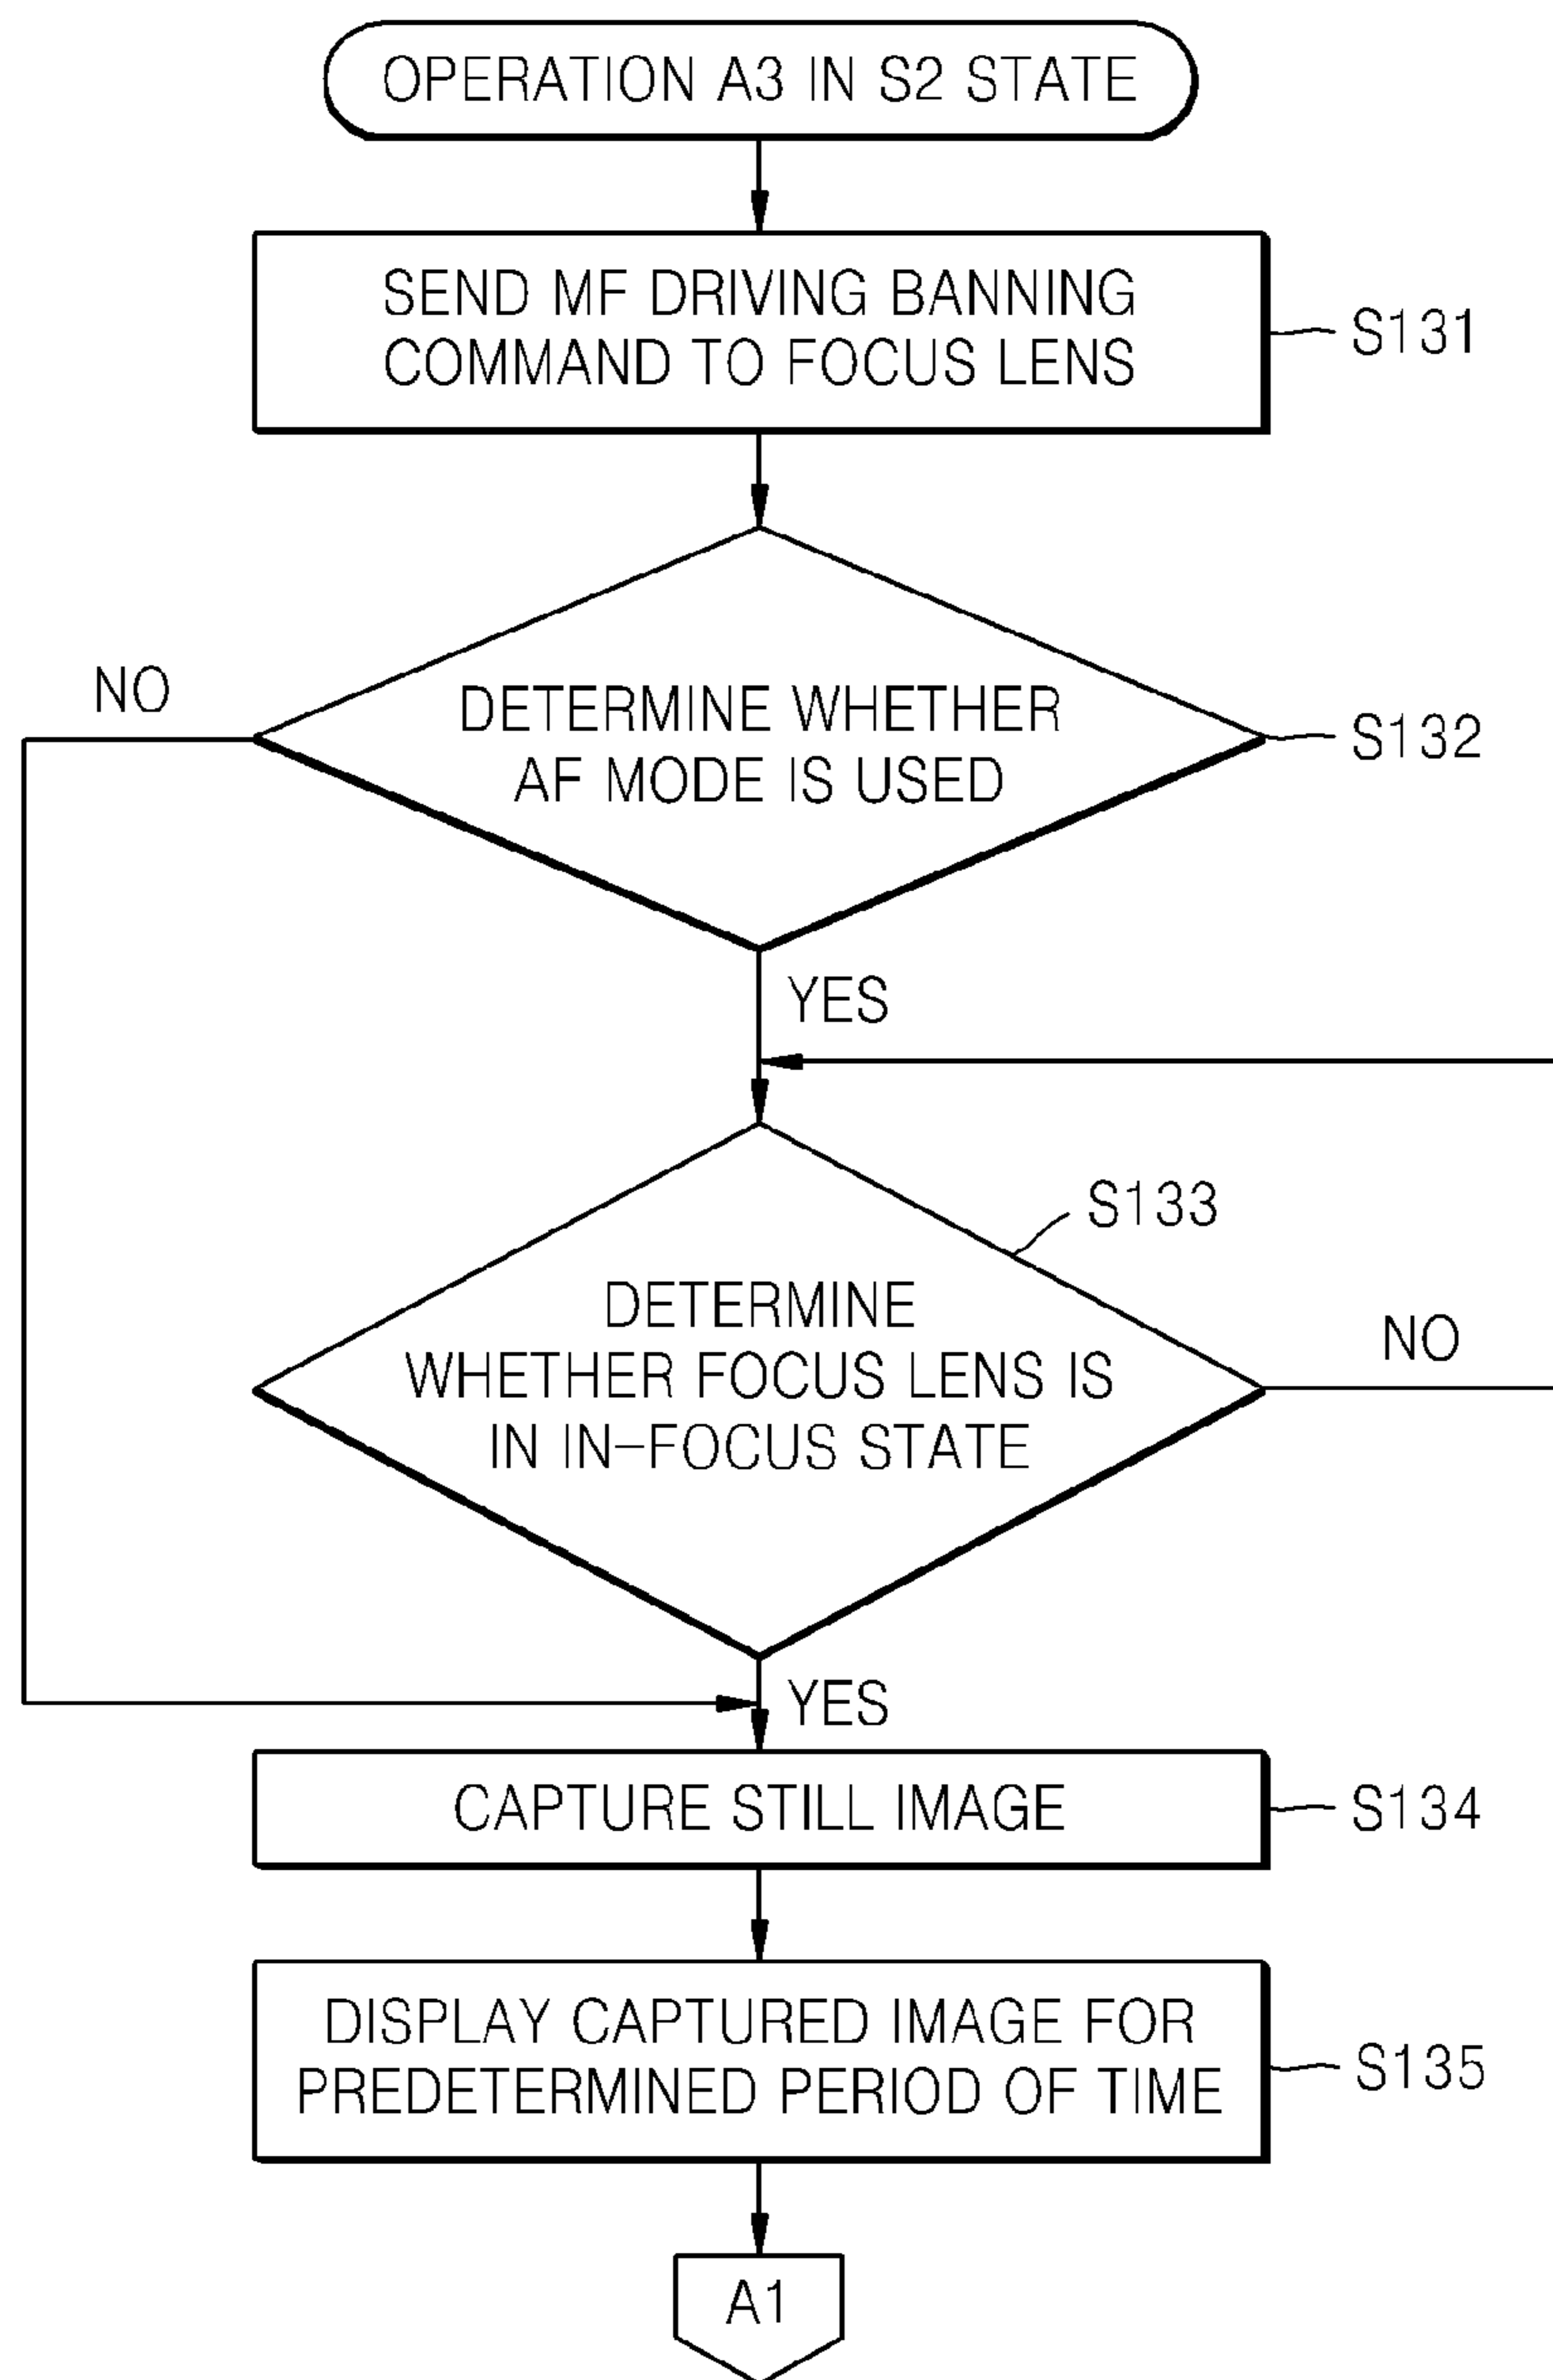 OPERATION A3 IN S2 STATE
SEND MF DRIVING BANNING
COMMAND TO FOCUS LENS
S131
NO
DETERMINE WHETHER
AF MODE IS USED
S132
YES
S133
DETERMINE
WHETHER FOCUS LENS IS
IN IN-FOCUS STATE
NO
YES
CAPTURE STILL IMAGE
S134
DISPLAY CAPTURED IMAGE FOR
PREDETERMINED PERIOD OF TIME
S135
A1